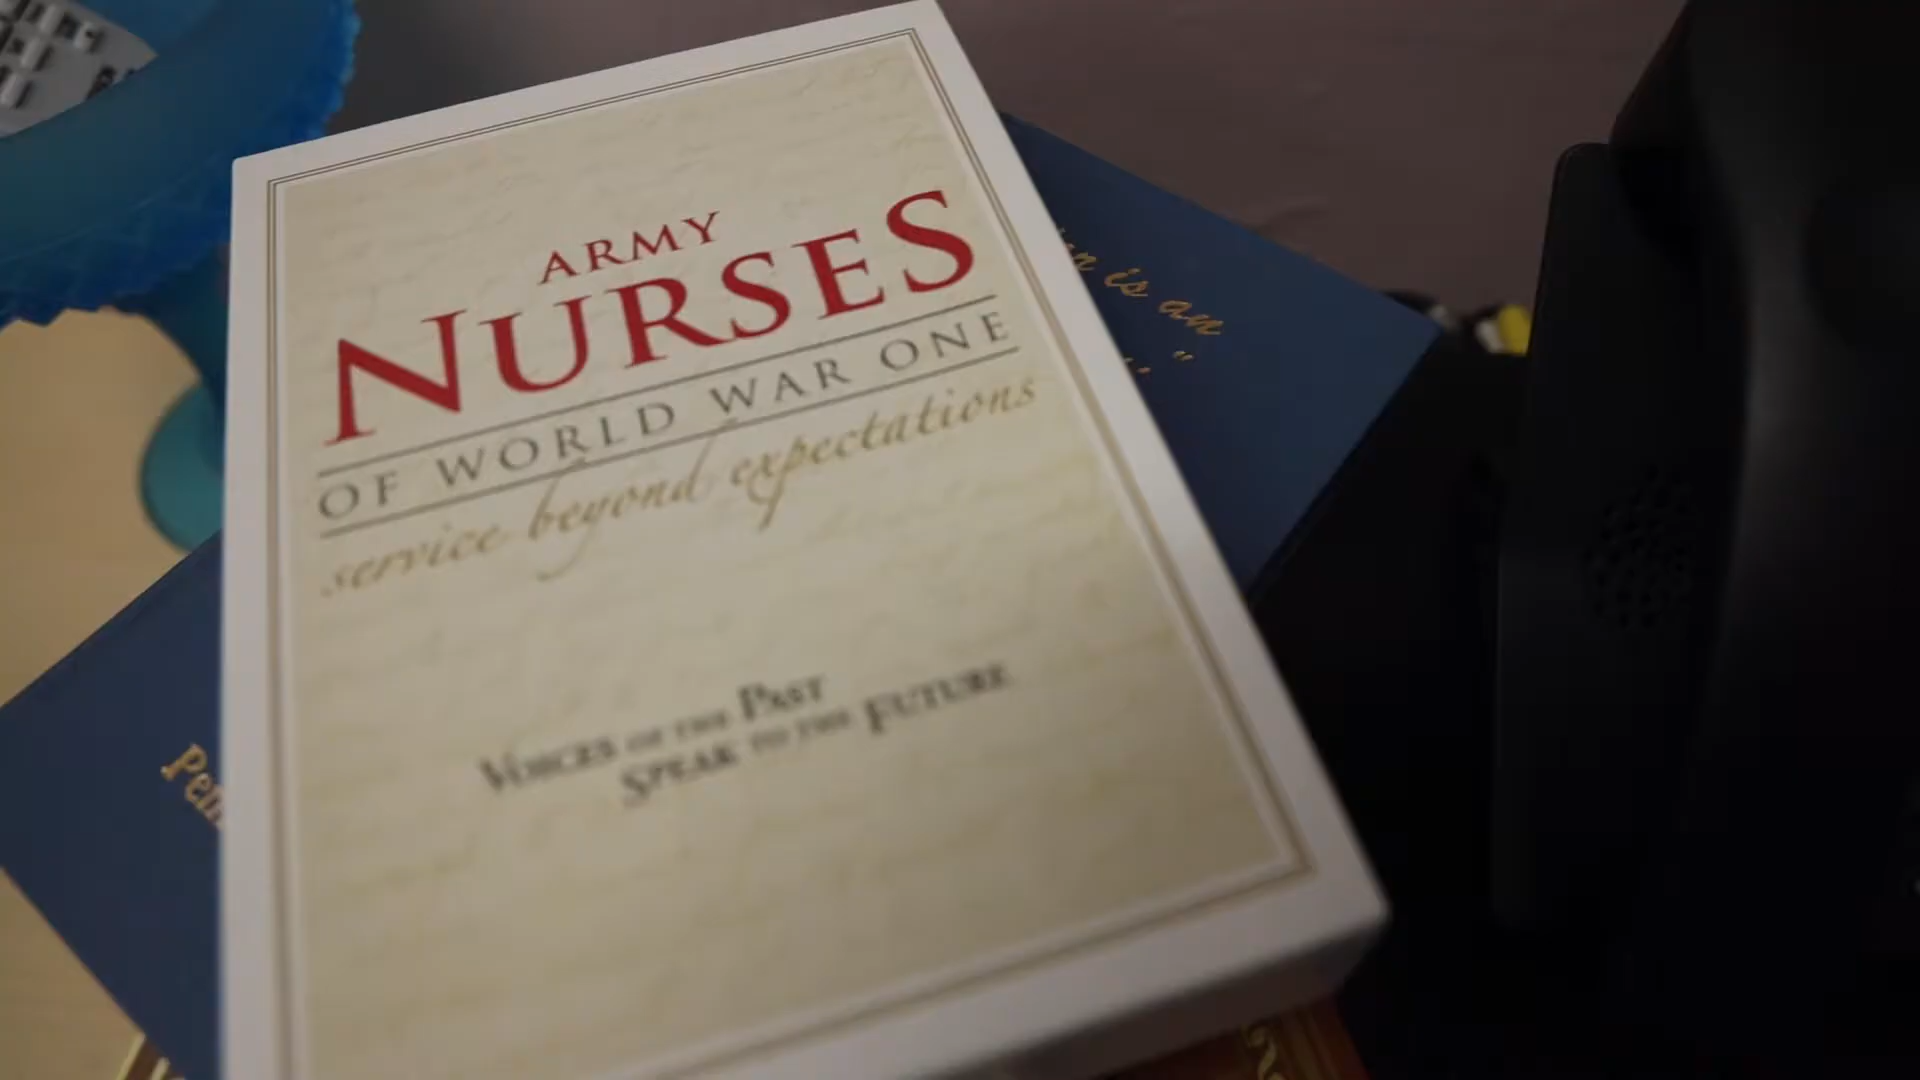 ARMY
NURSES
OF WORLD WAR ONE
service beyond expectations
VOICES OF THE PAST
SPEAK TO THE FUTURE
is an